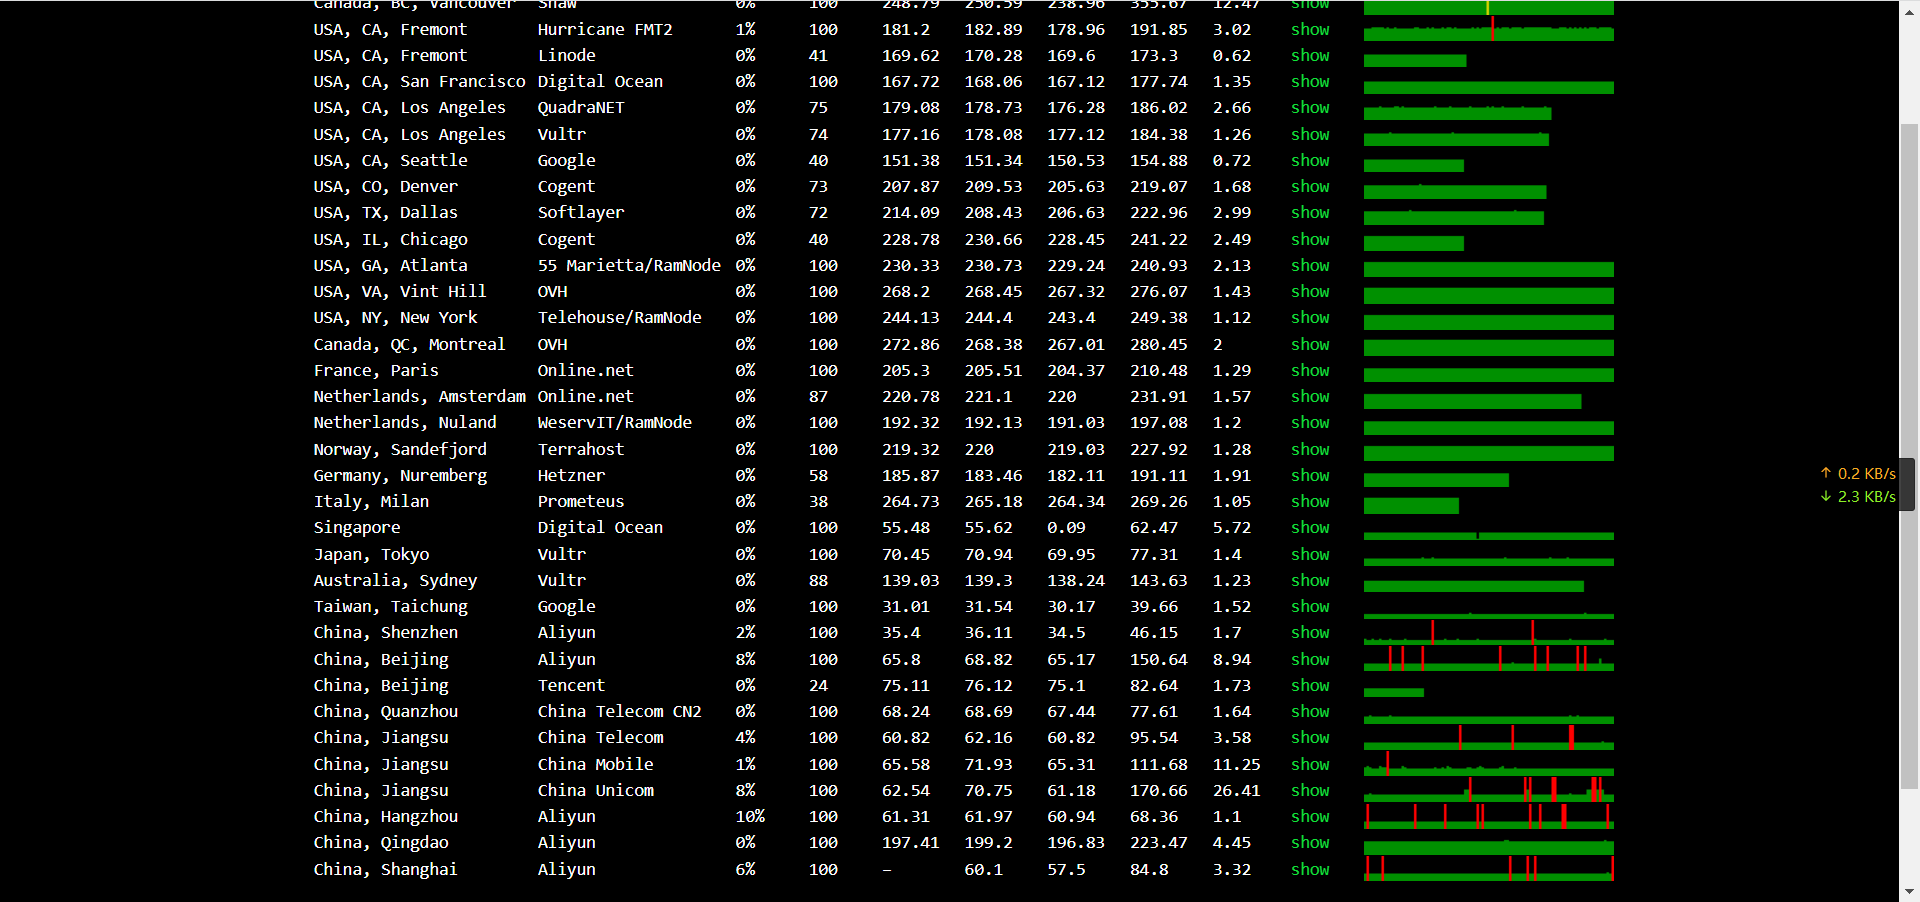 Canada, BC, Vancouver Shaw 0% 100 248.79 250.59 238.96 355.67 12.47 show
USA, CA, Fremont Hurricane FMT2 1% 100 181.2 182.89 178.96 191.85 3.02 show
USA, CA, Fremont Linode 0% 41 169.62 170.28 169.6 173.3 0.62 show
USA, CA, San Francisco Digital Ocean 0% 100 167.72 168.06 167.12 177.74 1.35 show
USA, CA, Los Angeles QuadraNET 0% 75 179.08 178.73 176.28 186.02 2.66 show
USA, CA, Los Angeles Vultr 0% 74 177.16 178.08 177.12 184.38 1.26 show
USA, CA, Seattle Google 0% 40 151.38 151.34 150.53 154.88 0.72 show
USA, CO, Denver Cogent 0% 73 207.87 209.53 205.63 219.07 1.68 show
USA, TX, Dallas Softlayer 0% 72 214.09 208.43 206.63 222.96 2.99 show
USA, IL, Chicago Cogent 0% 40 228.78 230.66 228.45 241.22 2.49 show
USA, GA, Atlanta 55 Marietta/RamNode 0% 100 230.33 230.73 229.24 240.93 2.13 show
USA, VA, Vint Hill OVH 0% 100 268.2 268.45 267.32 276.07 1.43 show
USA, NY, New York Telehouse/RamNode 0% 100 244.13 244.4 243.4 249.38 1.12 show
Canada, QC, Montreal OVH 0% 100 272.86 268.38 267.01 280.45 2 show
France, Paris Online.net 0% 100 205.3 205.51 204.37 210.48 1.29 show
Netherlands, Amsterdam Online.net 0% 87 220.78 221.1 220 231.91 1.57 show
Netherlands, Nuland WeservIT/RamNode 0% 100 192.32 192.13 191.03 197.08 1.2 show
Norway, Sandefjord Terrahost 0% 100 219.32 220 219.03 227.92 1.28 show
Germany, Nuremberg Hetzner 0% 58 185.87 183.46 182.11 191.11 1.91 show
Italy, Milan Prometeus 0% 38 264.73 265.18 264.34 269.26 1.05 show
Singapore Digital Ocean 0% 100 55.48 55.62 0.09 62.47 5.72 show
Japan, Tokyo Vultr 0% 100 70.45 70.94 69.95 77.31 1.4 show
Australia, Sydney Vultr 0% 88 139.03 139.3 138.24 143.63 1.23 show
Taiwan, Taichung Google 0% 100 31.01 31.54 30.17 39.66 1.52 show
China, Shenzhen Aliyun 2% 100 35.4 36.11 34.5 46.15 1.7 show
China, Beijing Aliyun 8% 100 65.8 68.82 65.17 150.64 8.94 show
China, Beijing Tencent 0% 24 75.11 76.12 75.1 82.64 1.73 show
China, Quanzhou China Telecom CN2 0% 100 68.24 68.69 67.44 77.61 1.64 show
China, Jiangsu China Telecom 4% 100 60.82 62.16 60.82 95.54 3.58 show
China, Jiangsu China Mobile 1% 100 65.58 71.93 65.31 111.68 11.25 show
China, Jiangsu China Unicom 8% 100 62.54 70.75 61.18 170.66 26.41 show
China, Hangzhou Aliyun 10% 100 61.31 61.97 60.94 68.36 1.1 show
China, Qingdao Aliyun 0% 100 197.41 199.2 196.83 223.47 4.45 show
China, Shanghai Aliyun 6% 100 – 60.1 57.5 84.8 3.32 show
↑ 0.2 KB/s
↓ 2.3 KB/s